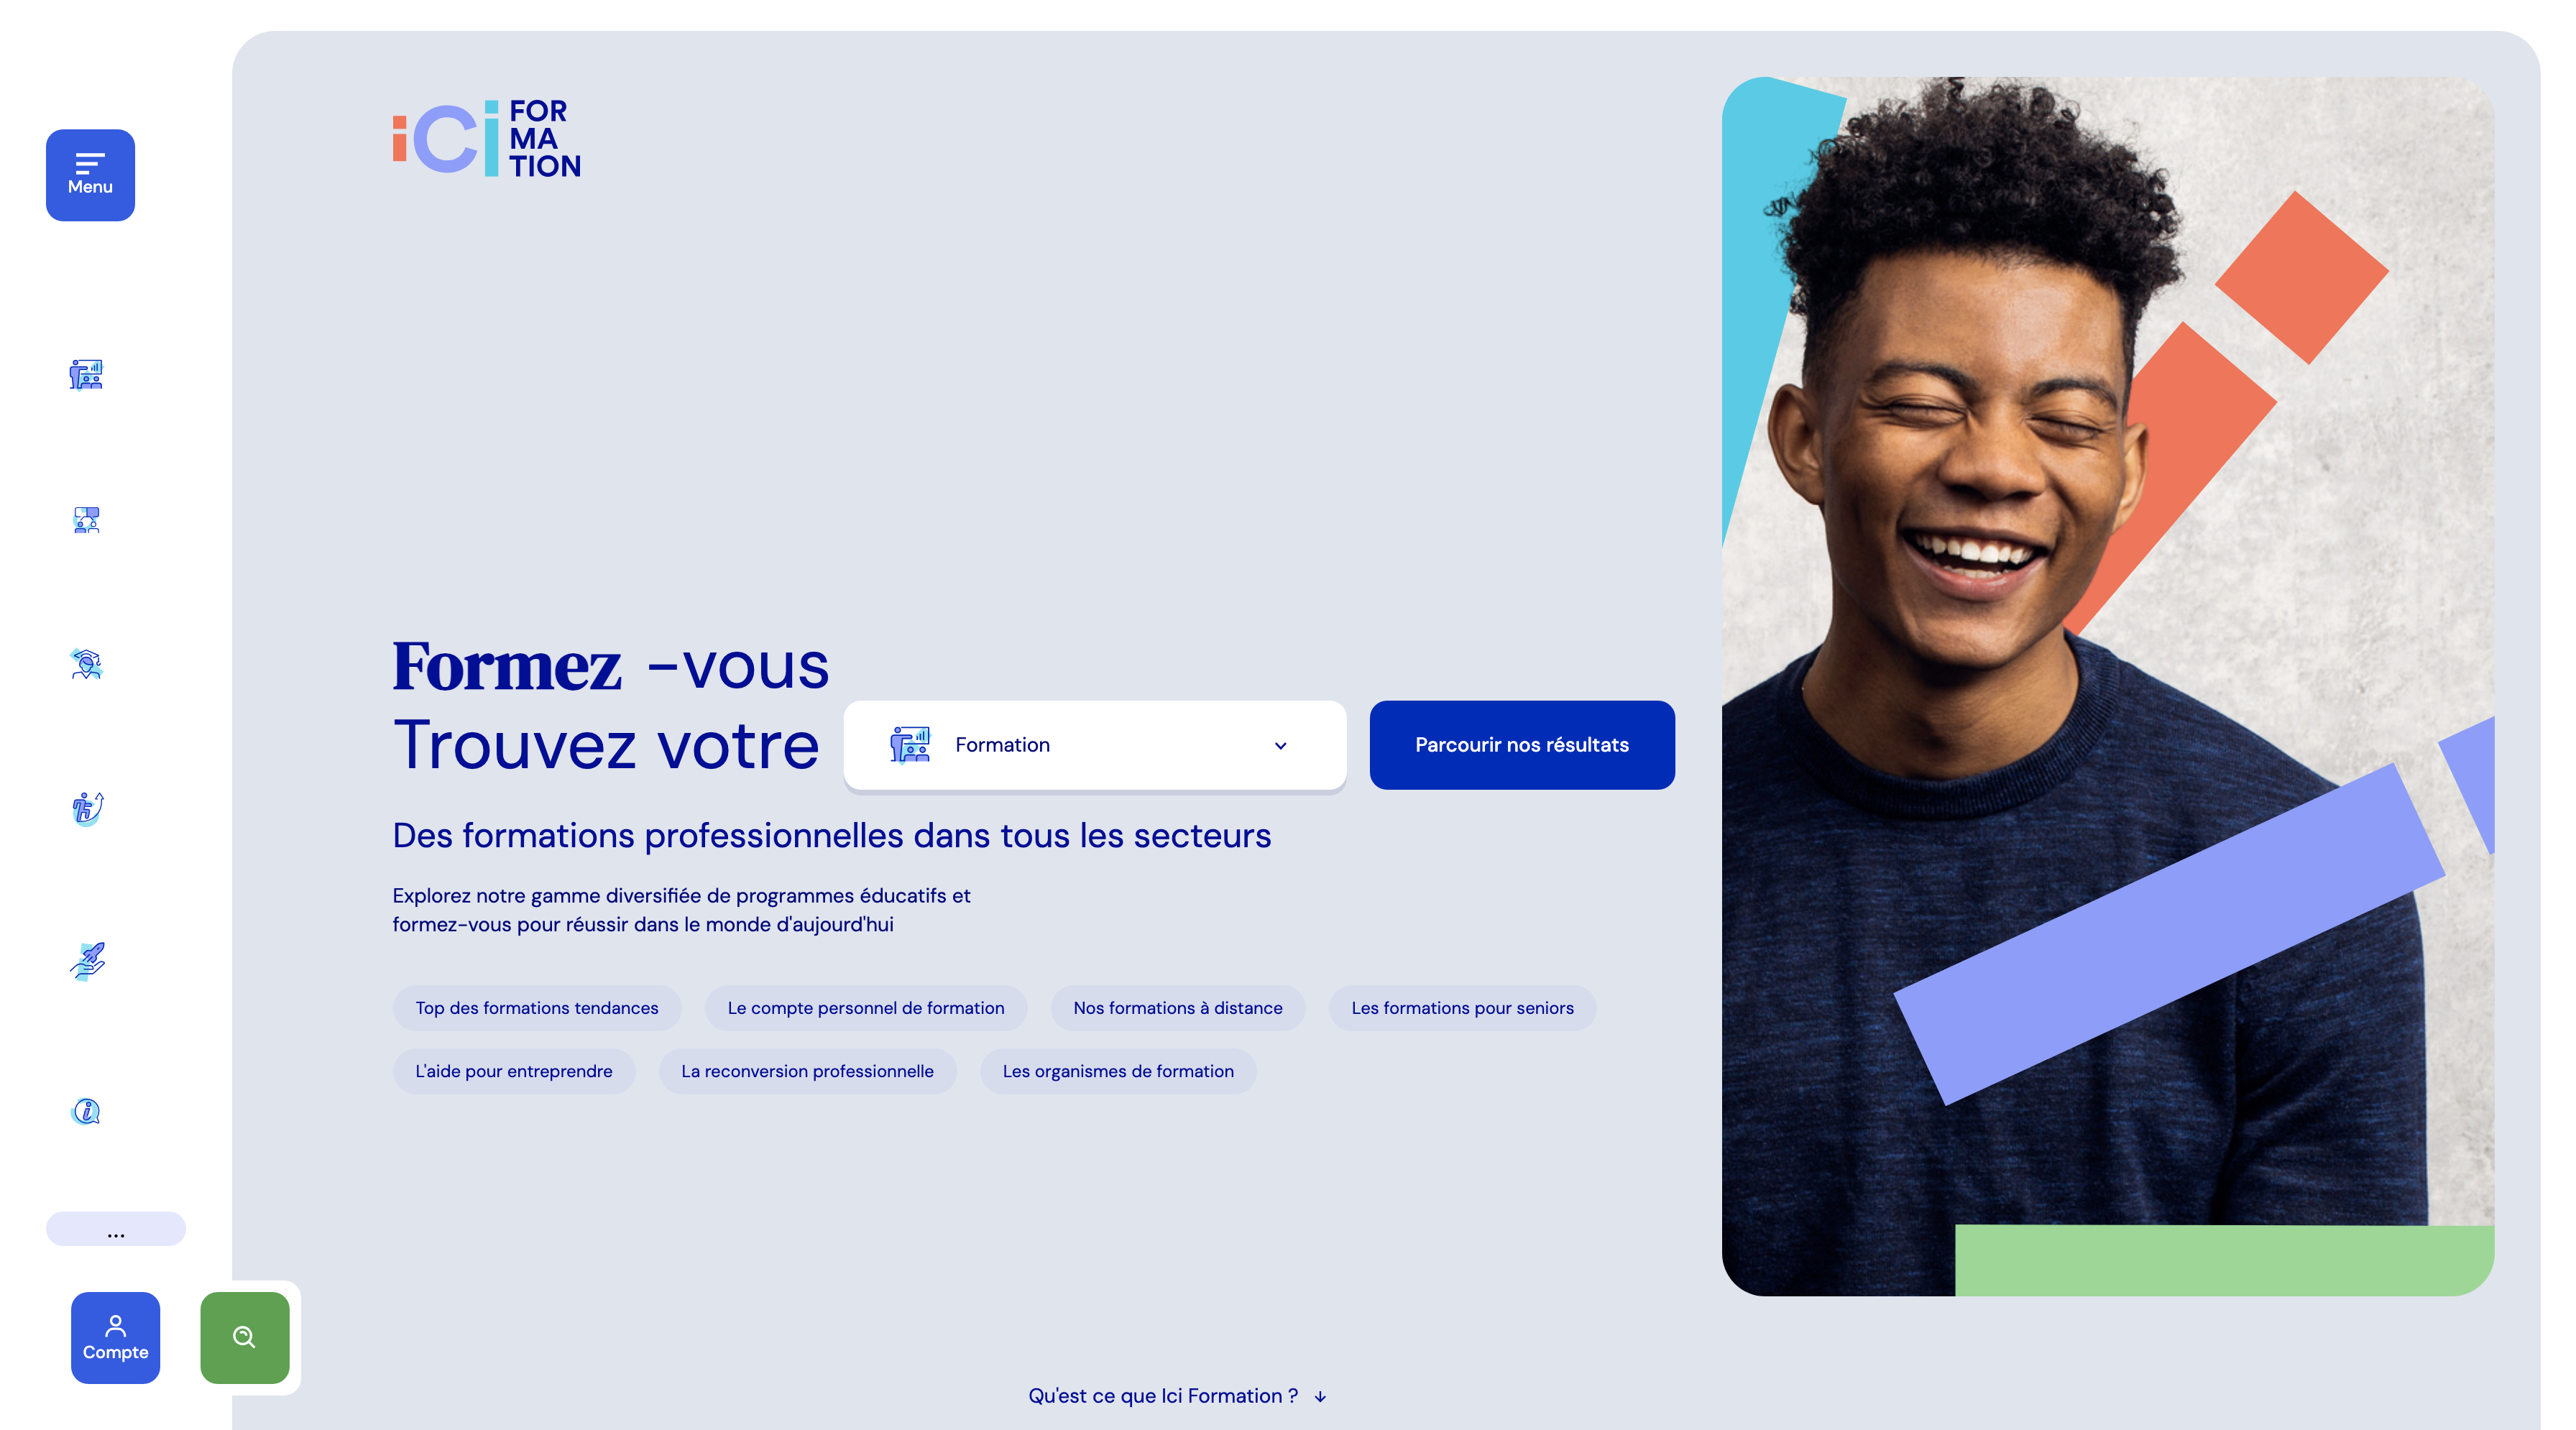 Menu
iCi FOR
MA
TION
Formez -vous
Trouvez votre
Formation
Parcourir nos résultats
Des formations professionnelles dans tous les secteurs
Explorez notre gamme diversifiée de programmes éducatifs et
formez-vous pour réussir dans le monde d'aujourd'hui
Top des formations tendances
Le compte personnel de formation
Nos formations à distance
Les formations pour seniors
L'aide pour entreprendre
La reconversion professionnelle
Les organismes de formation
...
Compte
Qu'est ce que Ici Formation ?